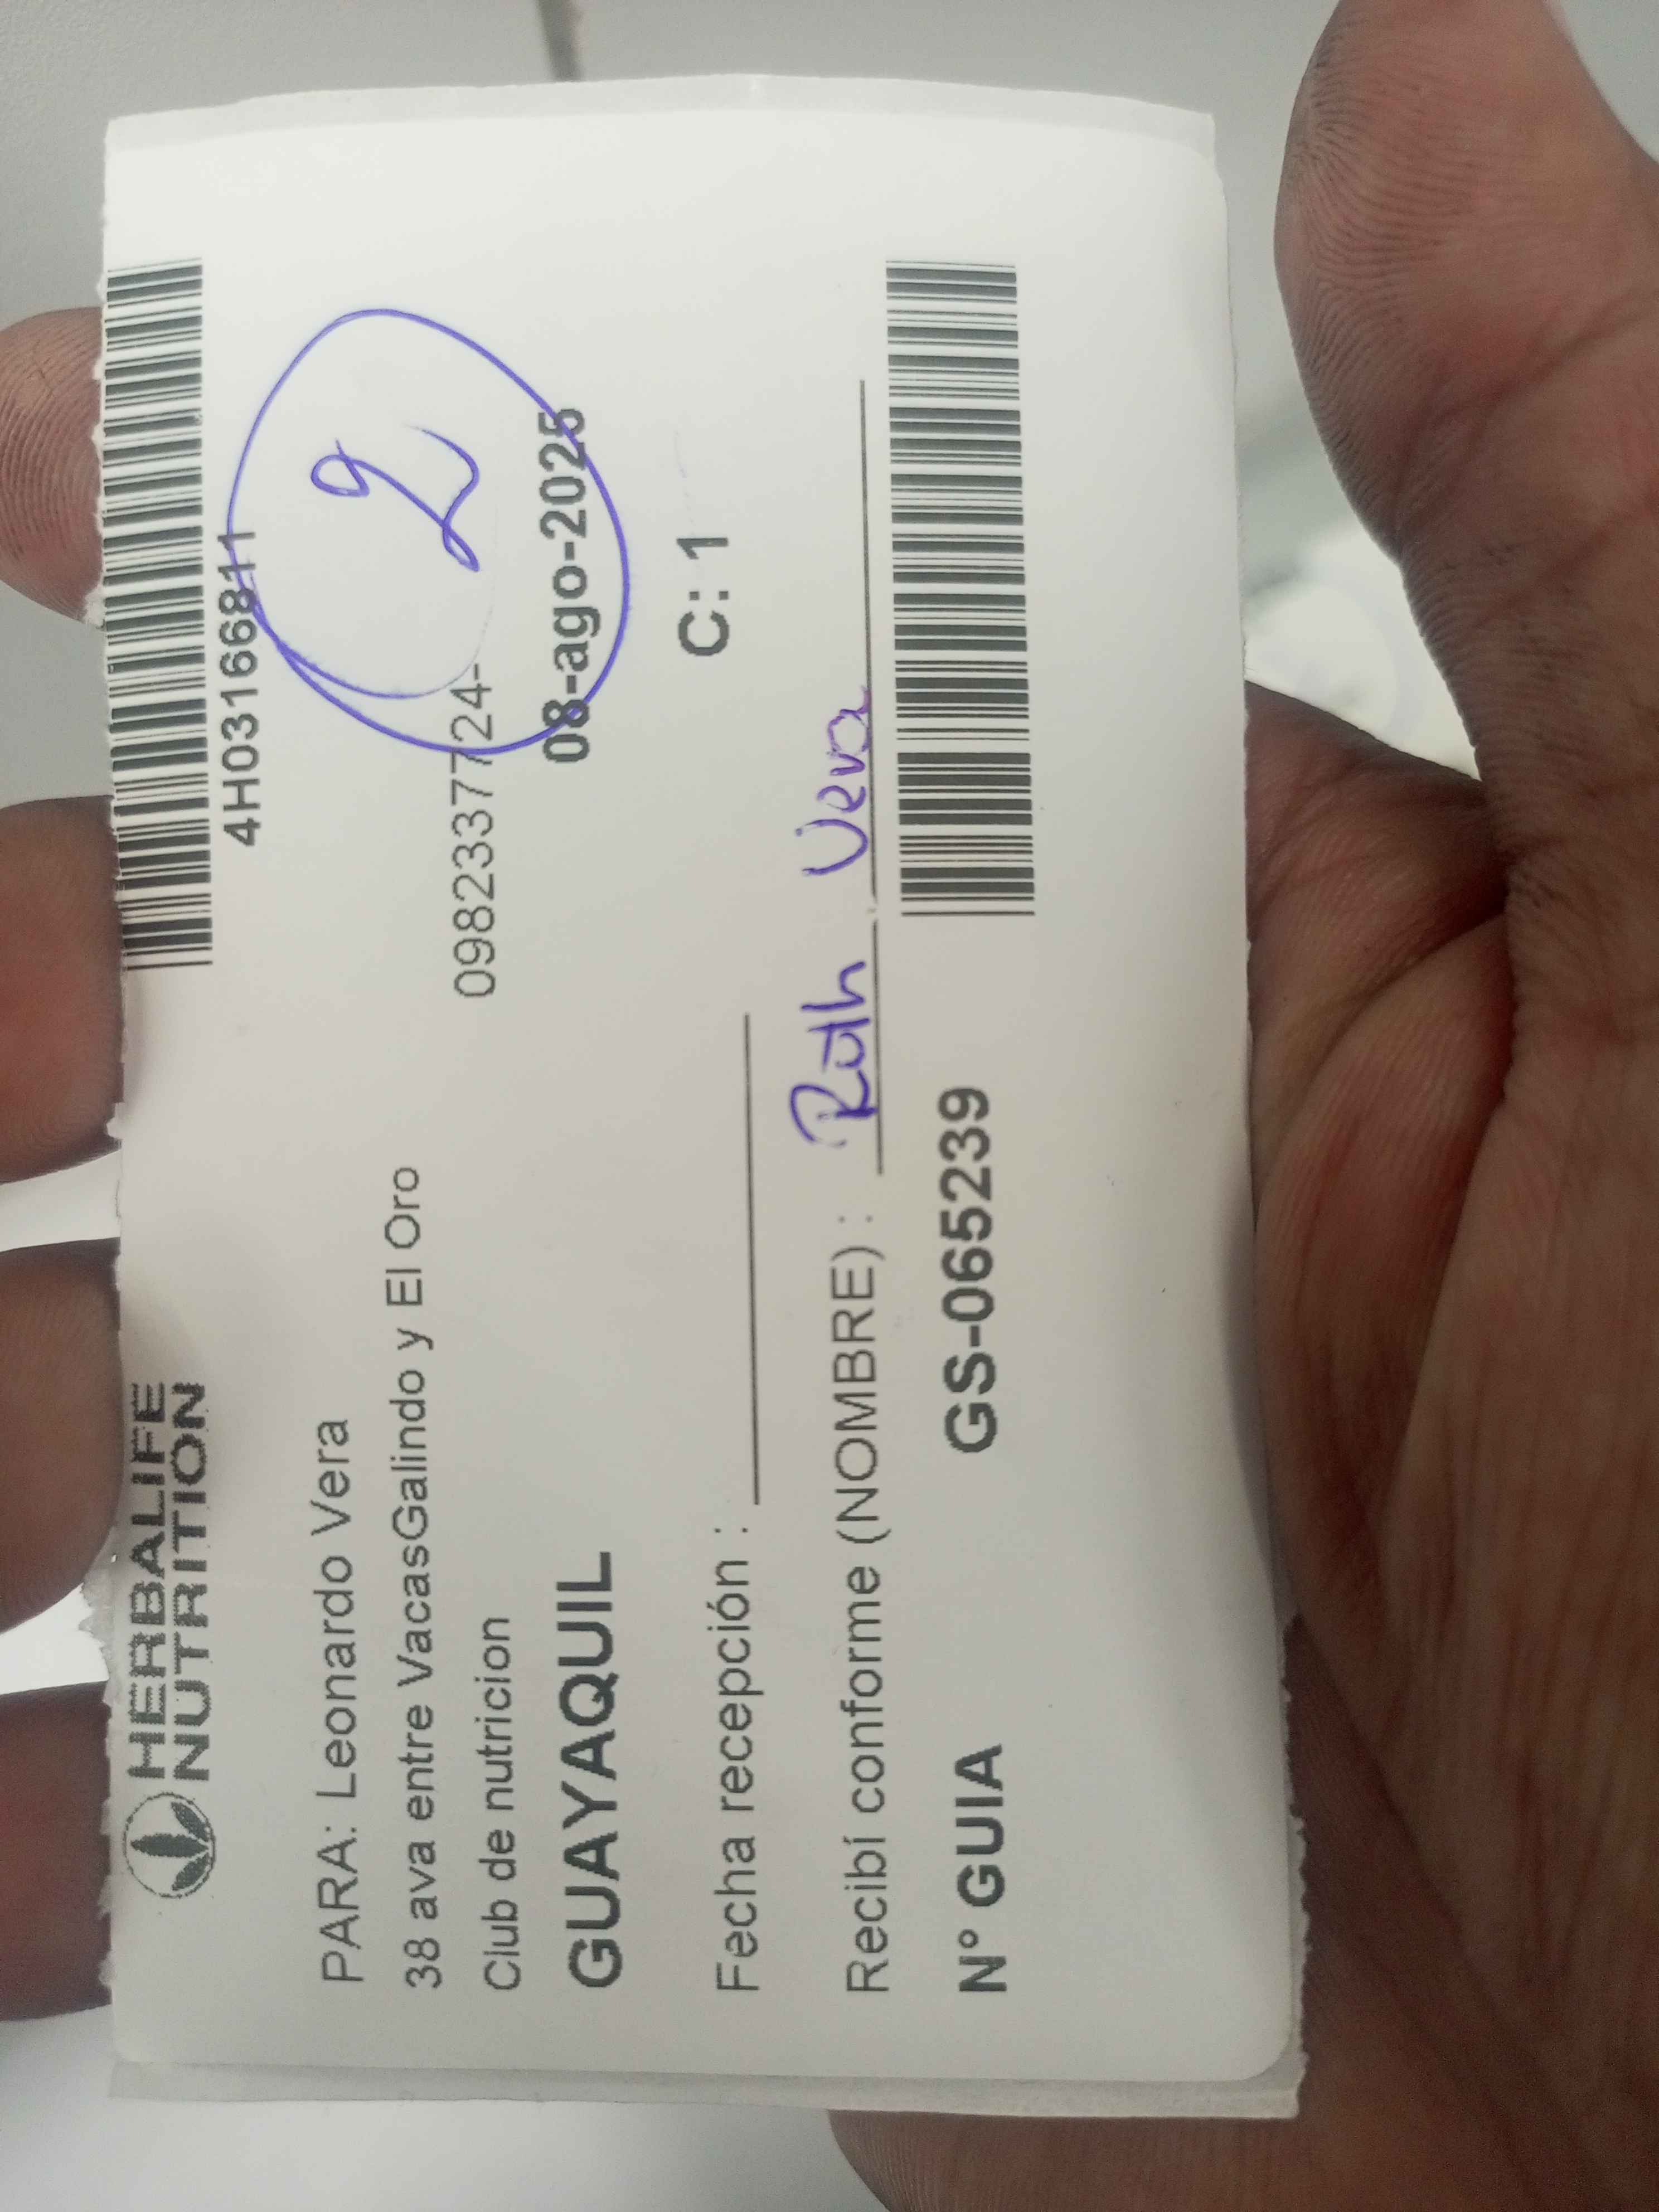 HERBALIFE
NUTRITION
4H03166811
PARA: Leonardo Vera
2
38 ava entre VacasGalindo y El Oro
0982337724-
Club de nutricion
08-ago-2025
GUAYAQUIL
C: 1
Fecha recepción :
Recibí conforme (NOMBRE) : Ruth Vera
N° GUIA GS-065239